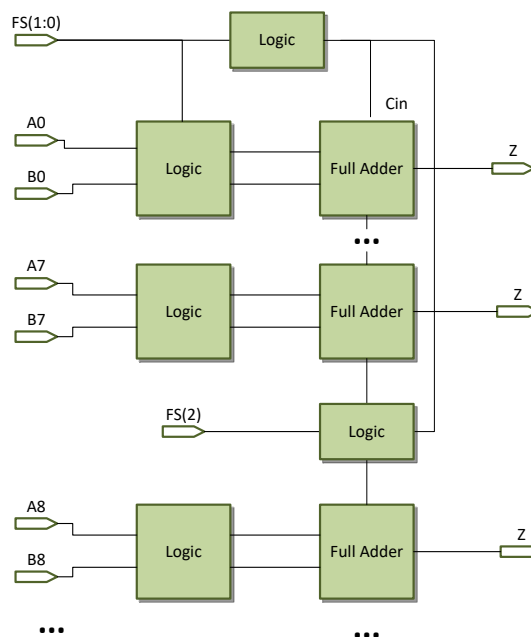 FS(1:0)
Logic
Cin
A0
B0
Logic
Full Adder
Z
...
A7
B7
Logic
Full Adder
Z
FS(2)
Logic
A8
B8
Logic
Full Adder
Z
...
...